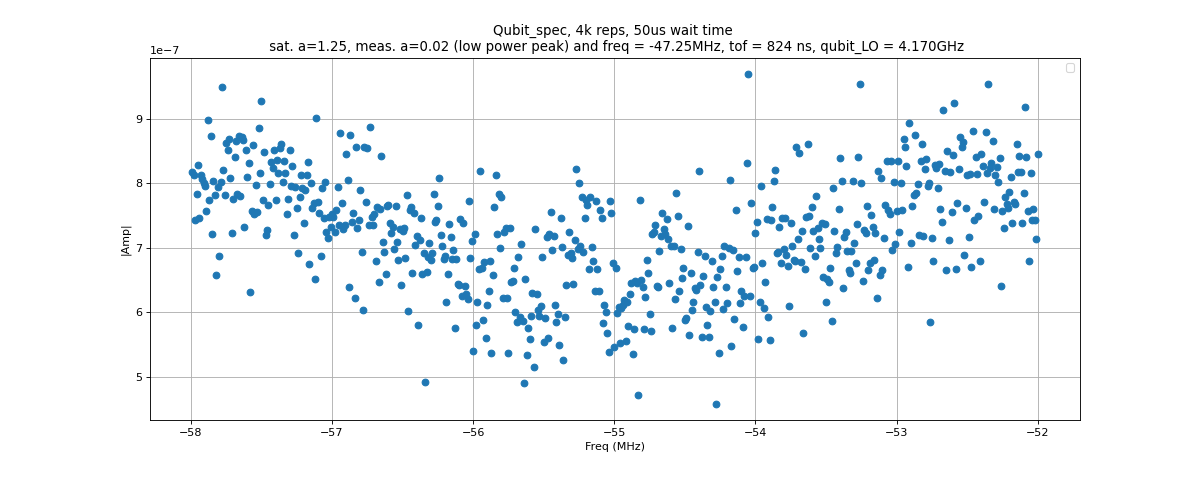 Qubit_spec, 4k reps, 50us wait time
sat. a=1.25, meas. a=0.02 (low power peak) and freq = -47.25MHz, tof = 824 ns, qubit_LO = 4.170GHz
1e−7
9
8
7
6
5
|Amp|
−58 −57 −56 −55 −54 −53 −52
Freq (MHz)